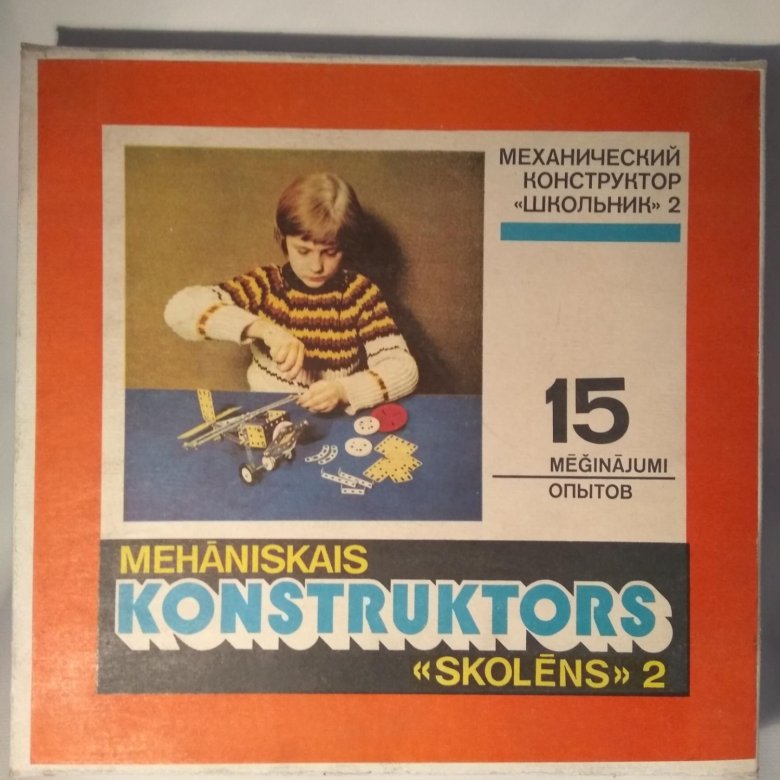 МЕХАНИЧЕСКИЙ
КОНСТРУКТОР
«ШКОЛЬНИК» 2
15
MĒĢINĀJUMI
ОПЫТОВ
MEHĀNISKAIS
KONSTRUKTORS
«SKOLĒNS» 2